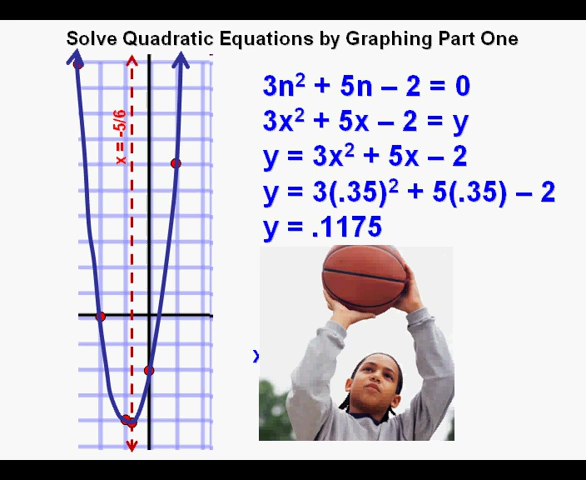 Solve Quadratic Equations by Graphing Part One
x = -5/6
3n² + 5n – 2 = 0
3x² + 5x – 2 = y
y = 3x² + 5x – 2
y = 3(.35)² + 5(.35) – 2
y = .1175
x